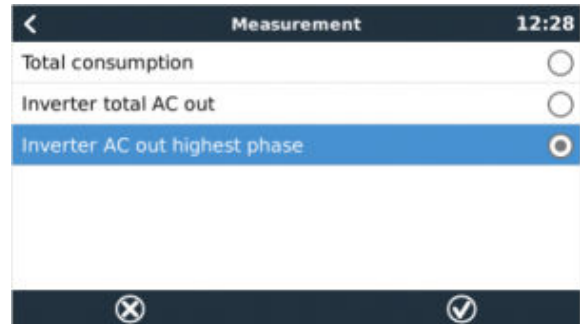 Measurement 12:28
Total consumption
Inverter total AC out
Inverter AC out highest phase